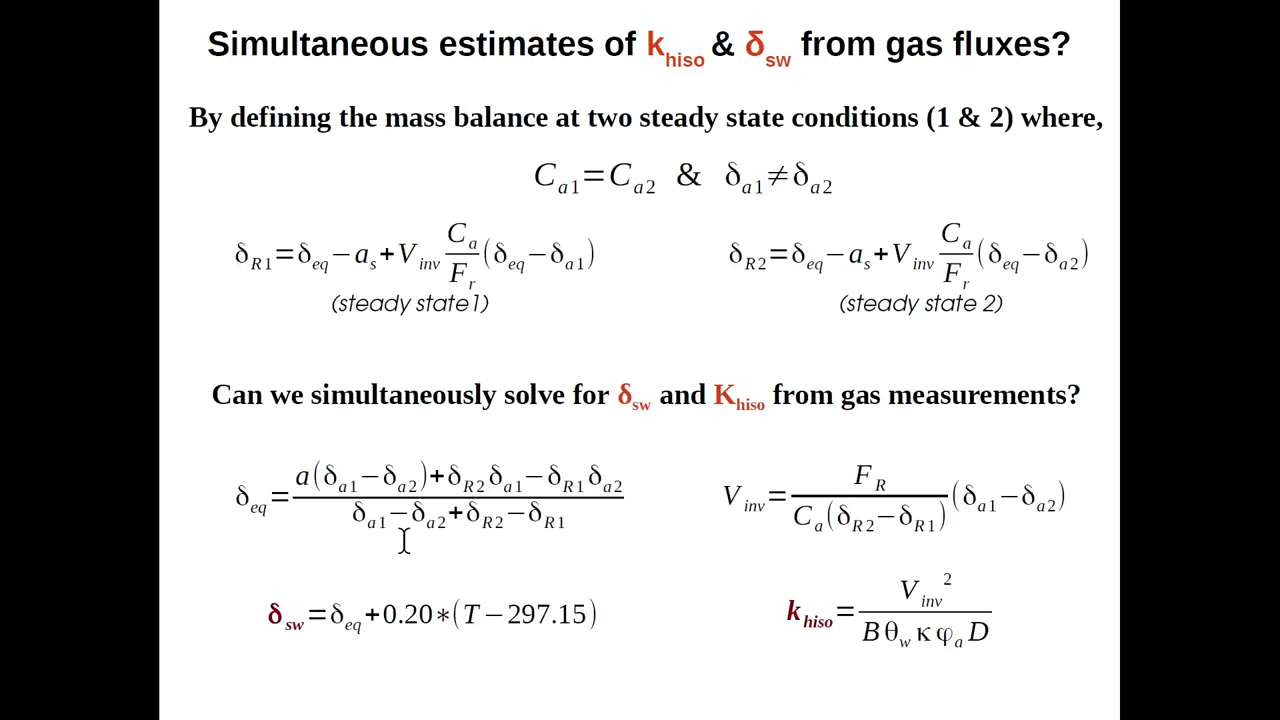 Simultaneous estimates of k_hiso & δ_sw from gas fluxes?
By defining the mass balance at two steady state conditions (1 & 2) where,
C_a1=C_a2 & δ_a1≠δ_a2
δ_R1=δ_eq−a_s+V_inv C_a/F_r (δ_eq−δ_a1)
δ_R2=δ_eq−a_s+V_inv C_a/F_r (δ_eq−δ_a2)
(steady state1)
(steady state 2)
Can we simultaneously solve for δ_sw and K_hiso from gas measurements?
δ_eq=(a(δ_a1−δ_a2)+δ_R2 δ_a1−δ_R1 δ_a2)/(δ_a1−δ_a2+δ_R2−δ_R1)
V_inv=F_R/(C_a(δ_R2−δ_R1)) (δ_a1−δ_a2)
δ_sw=δ_eq+0.20*(T−297.15)
k_hiso=V_inv²/(B θ_w κ φ_a D)